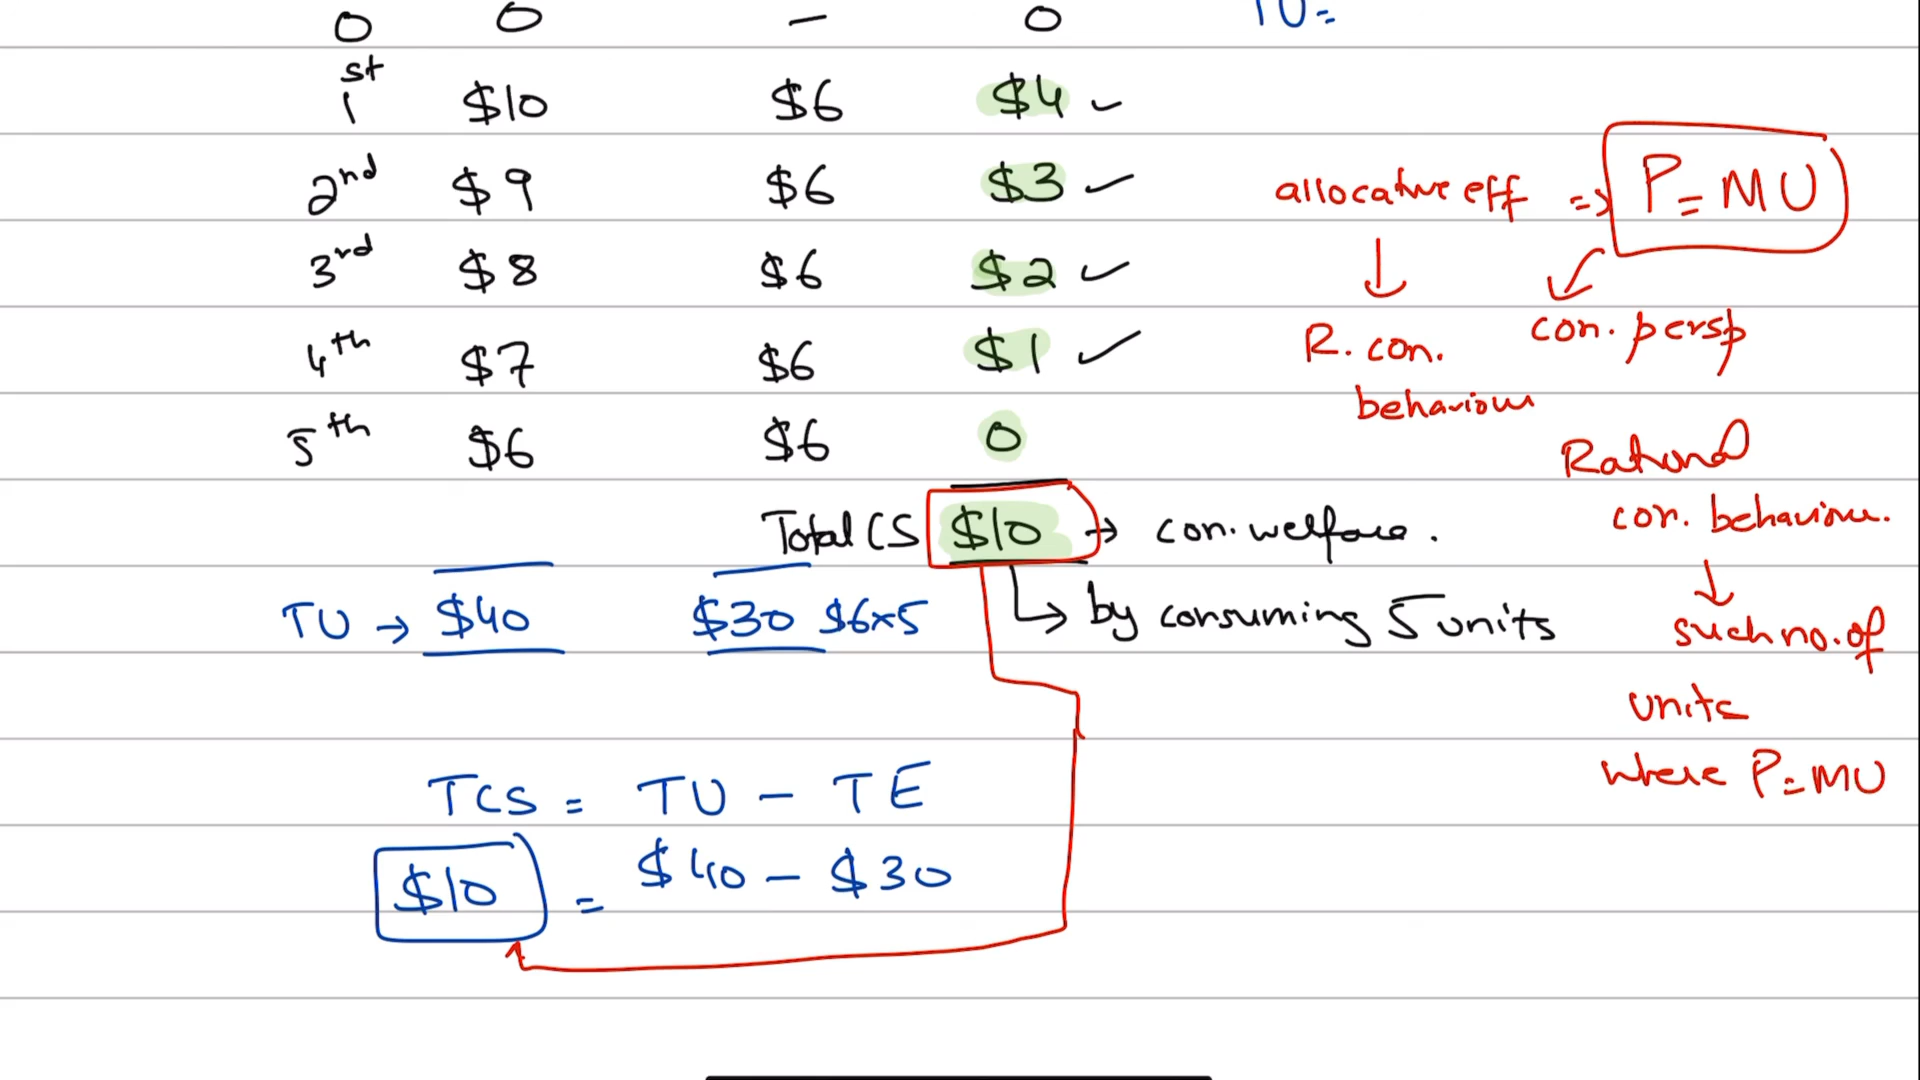 0 0 – 0 TU=
1st $10 $6 $4 ✓
2nd $9 $6 $3 ✓
3rd $8 $6 $2 ✓
4th $7 $6 $1 ✓
5th $6 $6 0
Total CS $10 → con. welfare.
↳ by consuming 5 units
TU → $40 $30 $6x5
TCS = TU – TE
$10 = $40 – $30
allocative eff => P=MU
R. con.
behaviour
con. persp
Rational
con. behaviour.
such no. of
units
where P=MU